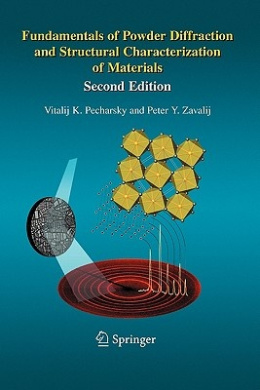 Fundamentals of Powder Diffraction
and Structural Characterization
of Materials
Second Edition
Vitalij K. Pecharsky and Peter Y. Zavalij
Springer